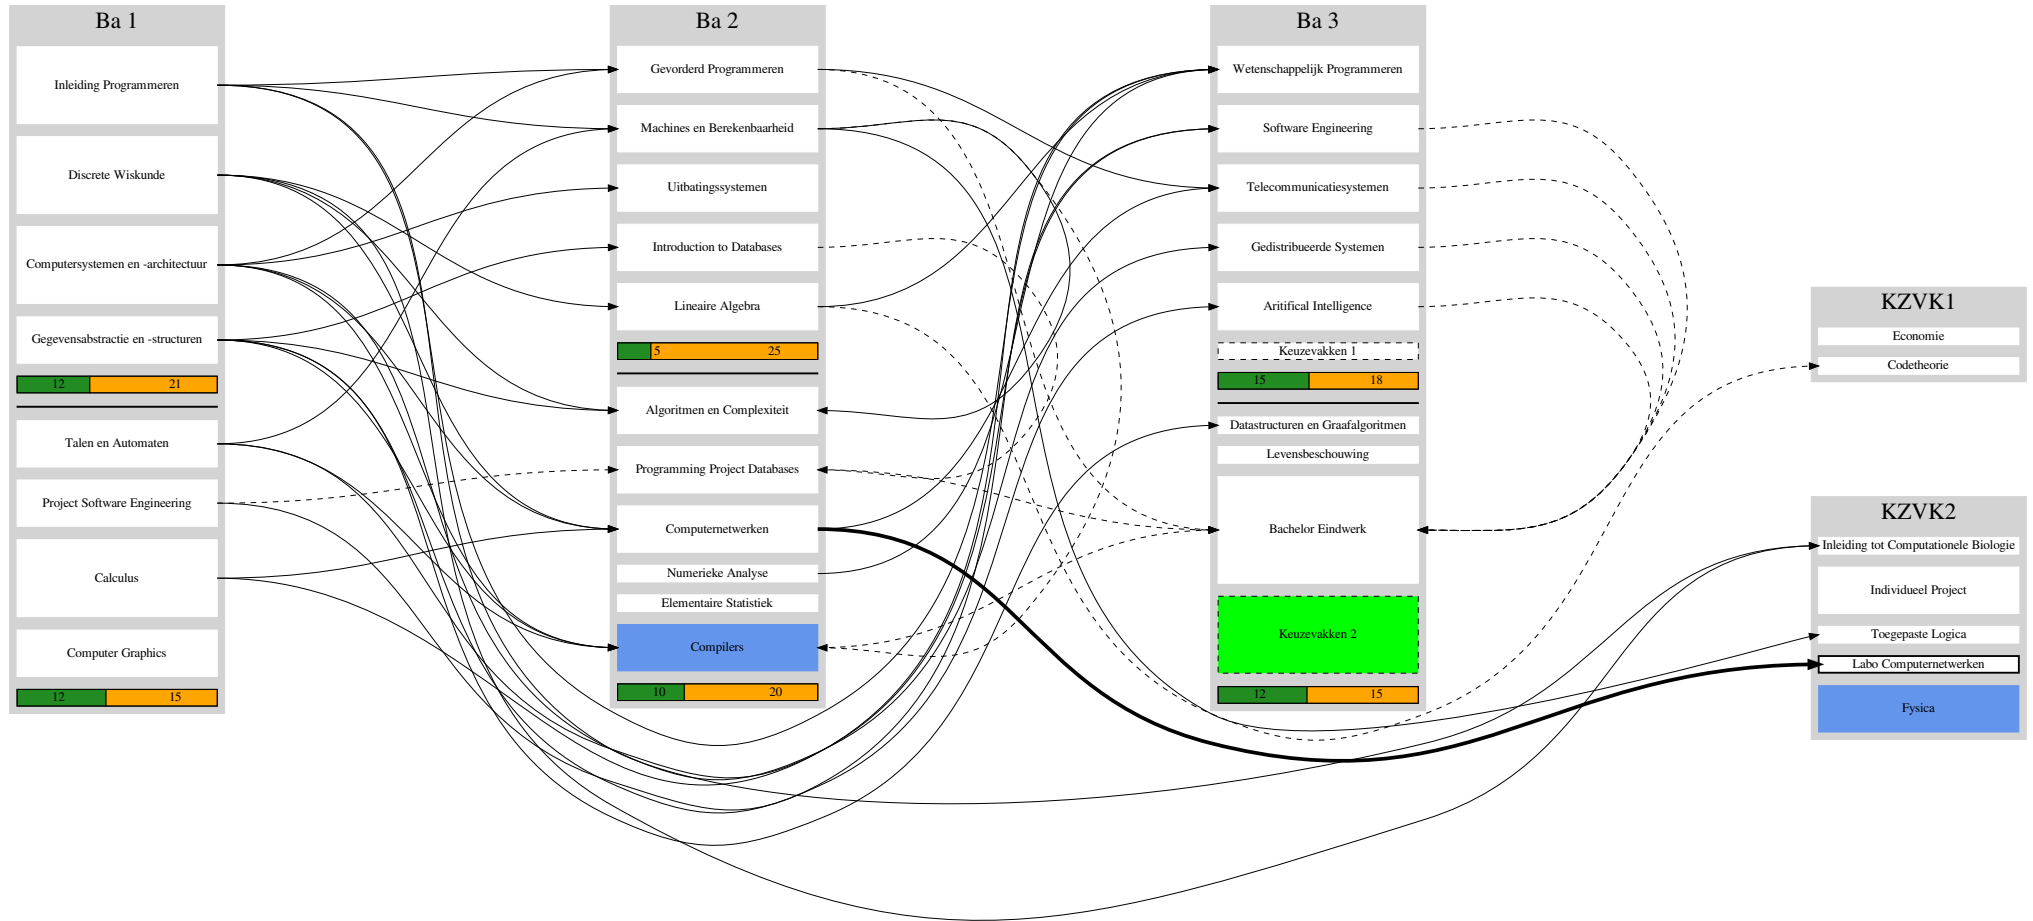 Ba 1
Inleiding Programmeren
Discrete Wiskunde
Computersystemen en -architectuur
Gegevensabstractie en -structuren
12 21
Talen en Automaten
Project Software Engineering
Calculus
Computer Graphics
12 15
Ba 2
Gevorderd Programmeren
Machines en Berekenbaarheid
Uitbatingssystemen
Introduction to Databases
Lineaire Algebra
5 25
Algoritmen en Complexiteit
Programming Project Databases
Computernetwerken
Numerieke Analyse
Elementaire Statistiek
Compilers
10 20
Ba 3
Wetenschappelijk Programmeren
Software Engineering
Telecommunicatiesystemen
Gedistribueerde Systemen
Aritifical Intelligence
Keuzevakken 1
15 18
Datastructuren en Graafalgoritmen
Levensbeschouwing
Bachelor Eindwerk
Keuzevakken 2
12 15
KZVK1
Economie
Codetheorie
KZVK2
Inleiding tot Computationele Biologie
Individueel Project
Toegepaste Logica
Labo Computernetwerken
Fysica